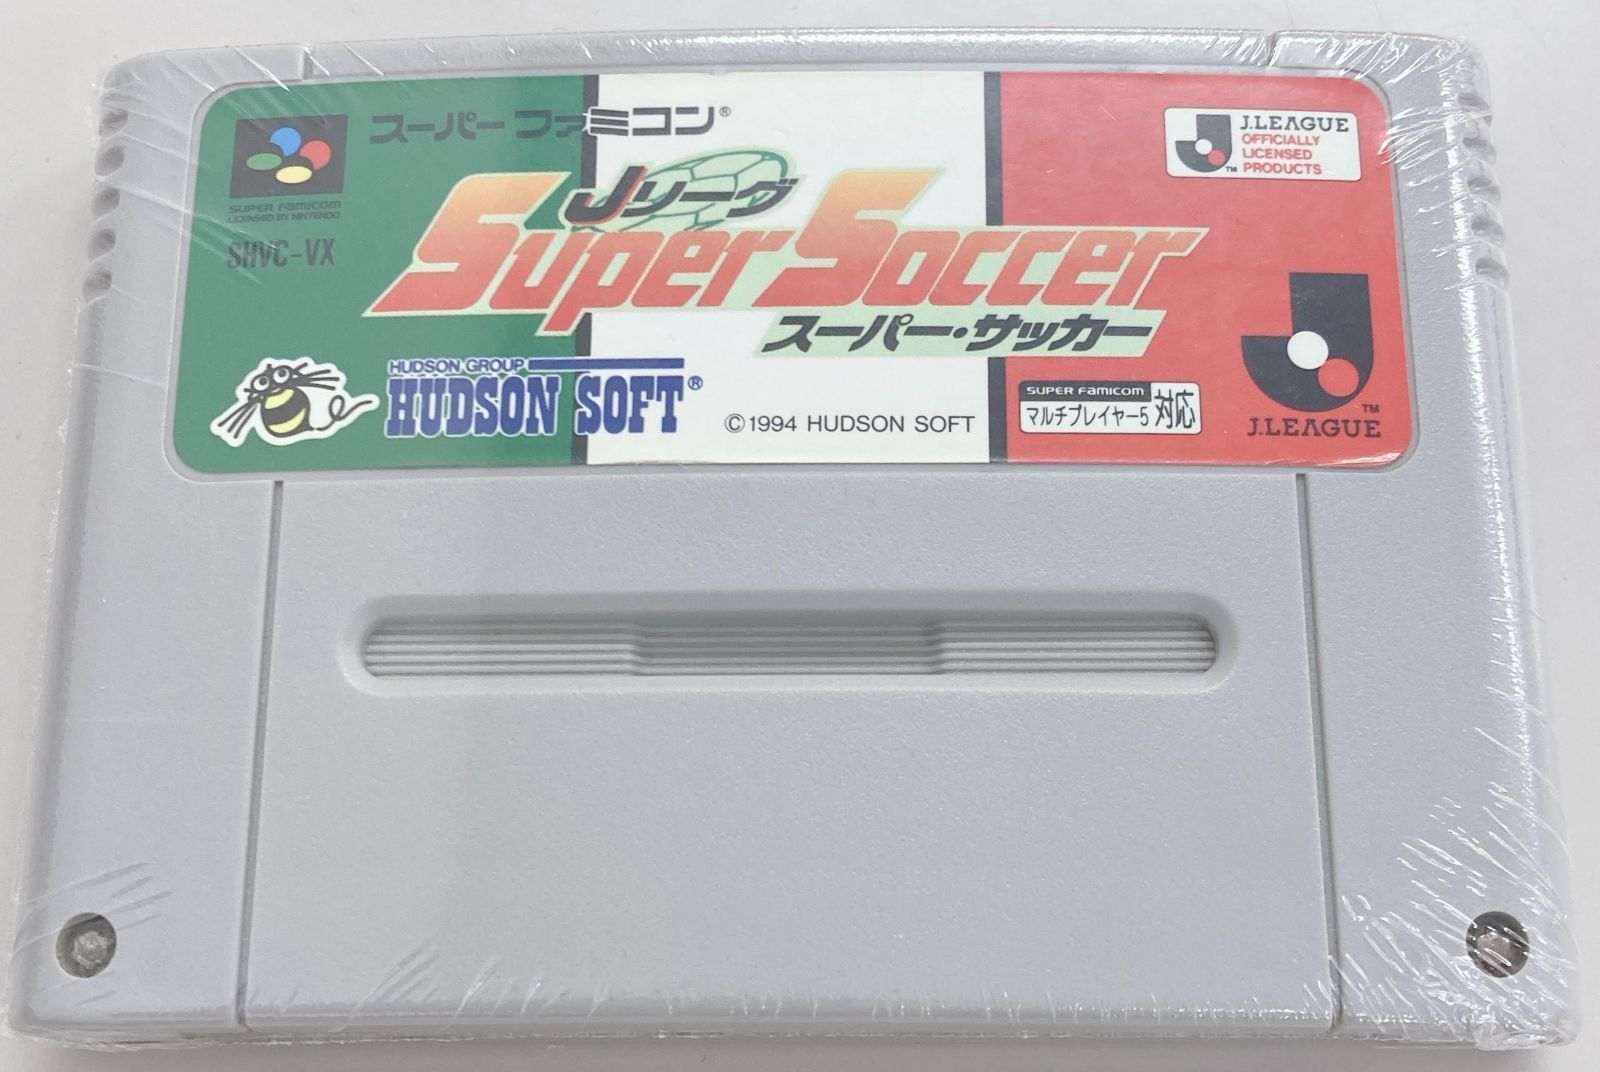 スーパーファミコン®
SUPER FAMICOM
LICENSED BY NINTENDO
SHVC-VX
J.LEAGUE
OFFICIALLY
LICENSED
PRODUCTS
TM
Jリーグ
Super Soccer
スーパー・サッカー
HUDSON GROUP
HUDSON SOFT®
©1994 HUDSON SOFT
SUPER FAMICOM
マルチプレイヤー5 対応
TM
J.LEAGUE